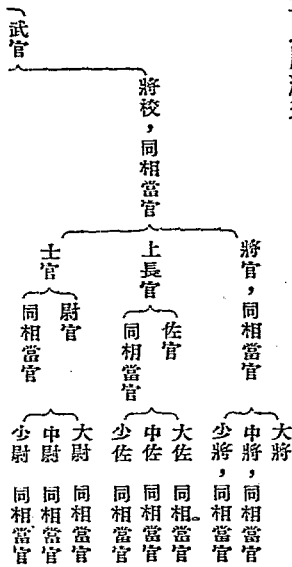 大將
中將，同相當官
少將，同相當官
將官，同相當官
大佐 同相當官。
中佐 同相當官
少佐 同相當官
佐官
同相當官
上長官
大尉 同相當官
中尉 同相當官
少尉 同相當官
尉官
同相當官
士官
將校，同相當官
武官